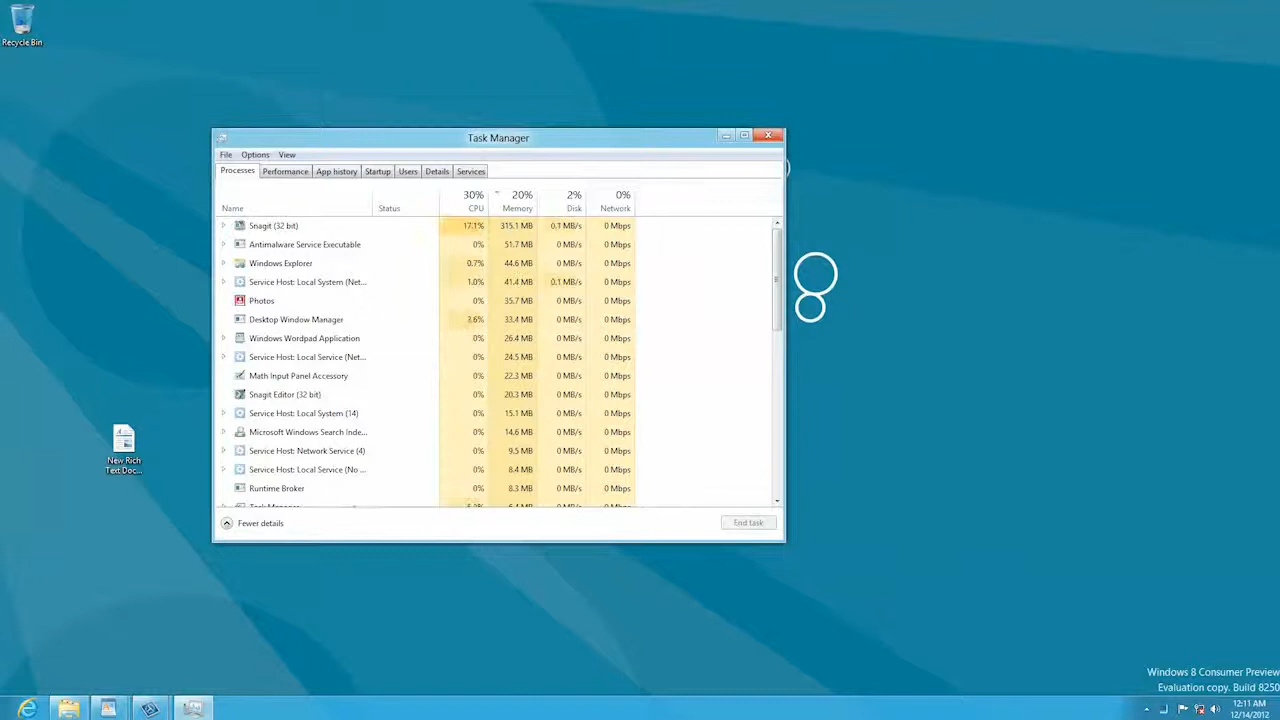 Recycle Bin
Task Manager
File Options View
Processes Performance App history Startup Users Details Services
30% 20% 2% 0%
Name Status CPU Memory Disk Network
Snagit (32 bit) 17.1% 315.1 MB 0.1 MB/s 0 Mbps
Antimalware Service Executable 0% 51.7 MB 0 MB/s 0 Mbps
Windows Explorer 0.7% 44.6 MB 0 MB/s 0 Mbps
Service Host: Local System (Net... 1.0% 41.4 MB 0.1 MB/s 0 Mbps
Photos 0% 35.7 MB 0 MB/s 0 Mbps
Desktop Window Manager 3.6% 33.4 MB 0 MB/s 0 Mbps
Windows Wordpad Application 0% 26.4 MB 0 MB/s 0 Mbps
Service Host: Local Service (Net... 0% 24.5 MB 0 MB/s 0 Mbps
Math Input Panel Accessory 0% 22.3 MB 0 MB/s 0 Mbps
Snagit Editor (32 bit) 0% 20.3 MB 0 MB/s 0 Mbps
Service Host: Local System (14) 0% 15.1 MB 0 MB/s 0 Mbps
Microsoft Windows Search Inde... 0% 14.6 MB 0 MB/s 0 Mbps
Service Host: Network Service (4) 0% 9.5 MB 0 MB/s 0 Mbps
Service Host: Local Service (No ... 0% 8.4 MB 0 MB/s 0 Mbps
Runtime Broker 0% 8.3 MB 0 MB/s 0 Mbps
Task Manager
Fewer details End task
New Rich
Text Doc...
8
Windows 8 Consumer Preview
Evaluation copy. Build 8250
12:11 AM
12/14/2012